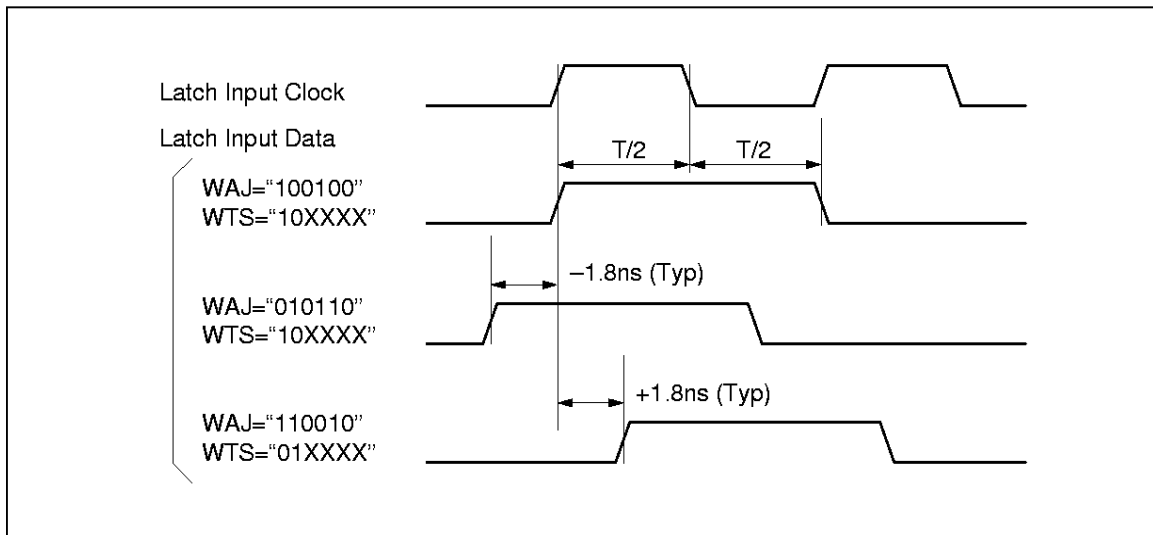 Latch Input Clock
Latch Input Data
T/2 T/2
WAJ=“100100”
WTS=“10XXXX”
–1.8ns (Typ)
WAJ=“010110”
WTS=“10XXXX”
+1.8ns (Typ)
WAJ=“110010”
WTS=“01XXXX”